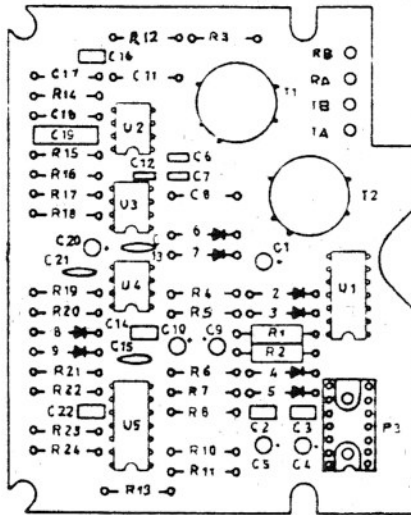 R12 R3
C16
RB
C17 C11
RA
R14
T1
TB
C18
U2
TA
C19
R15
C6
C12
R16
C7
R17
U3
C8
T2
R18
6
C20
13
7
C1
C21
U4
U1
R19
R4
2
R20
R5
3
8
C14
C10
C9
R1
9
C15
R2
R21
R6
4
R22
R7
5
C22
U5
R8
C2
C3
P3
R23
C5
C4
R24
R10
R11
R13